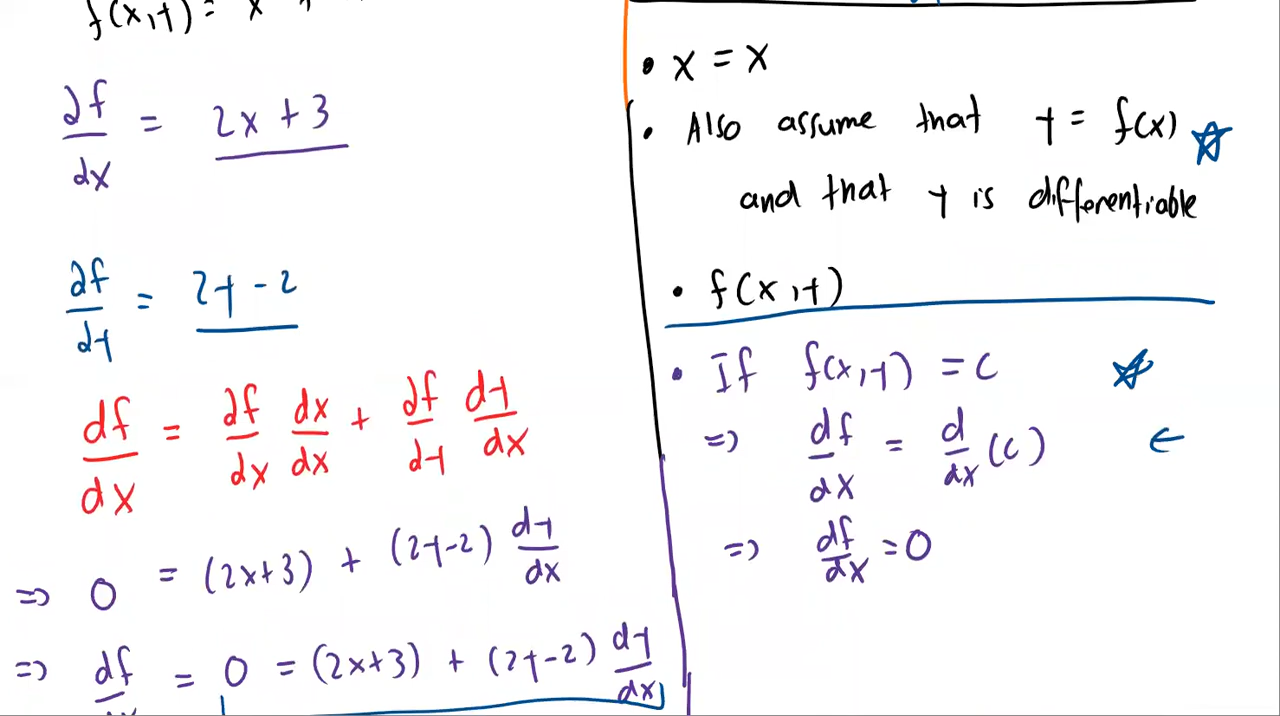 f(x,y) = x
∂f/∂x = 2x + 3
∂f/∂y = 2y - 2
df/dx = ∂f/∂x dx/dx + ∂f/∂y dy/dx
=> 0 = (2x+3) + (2y-2) dy/dx
=> df/dx = 0 = (2x+3) + (2y-2) dy/dx
• x = x
• Also assume that y = f(x) ☆
and that y is differentiable
• f(x,y)
• If f(x,y) = c ☆
=> df/dx = d/dx (c) ←
=> df/dx = 0